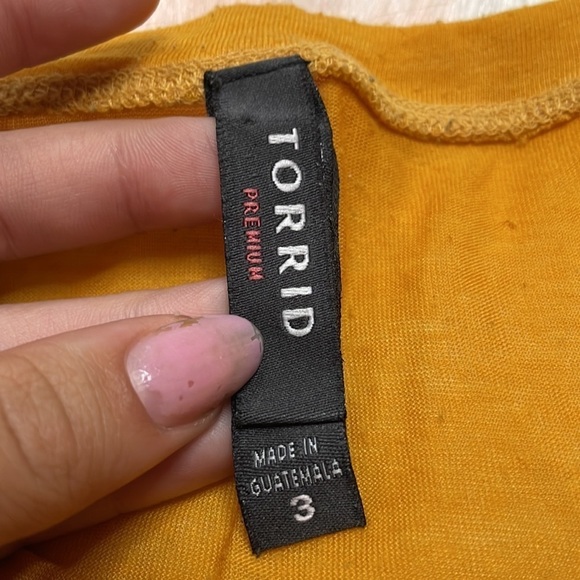 TORRID
PREMIUM
MADE IN
GUATEMALA
3